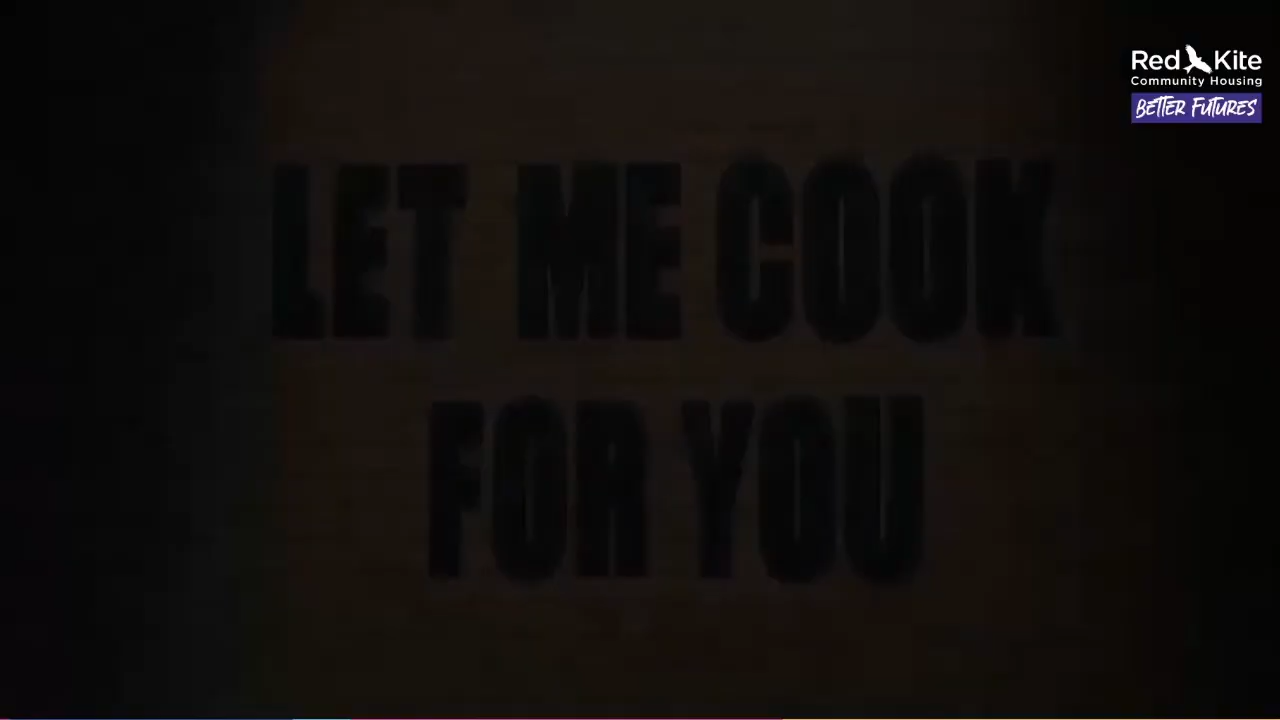 Red Kite
Community Housing
BETTER FUTURES
LET ME COOK
FOR YOU